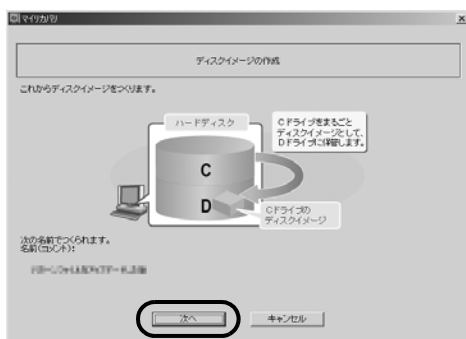 マイリカバリ
ディスクイメージの作成
これからディスクイメージをつくります。
ハードディスク
Cドライブをまるごと
ディスクイメージとして、
Dドライブに保管します。
C
D
Cドライブの
ディスクイメージ
次の名前でつくられます。
名前(コメント):
次へ
キャンセル